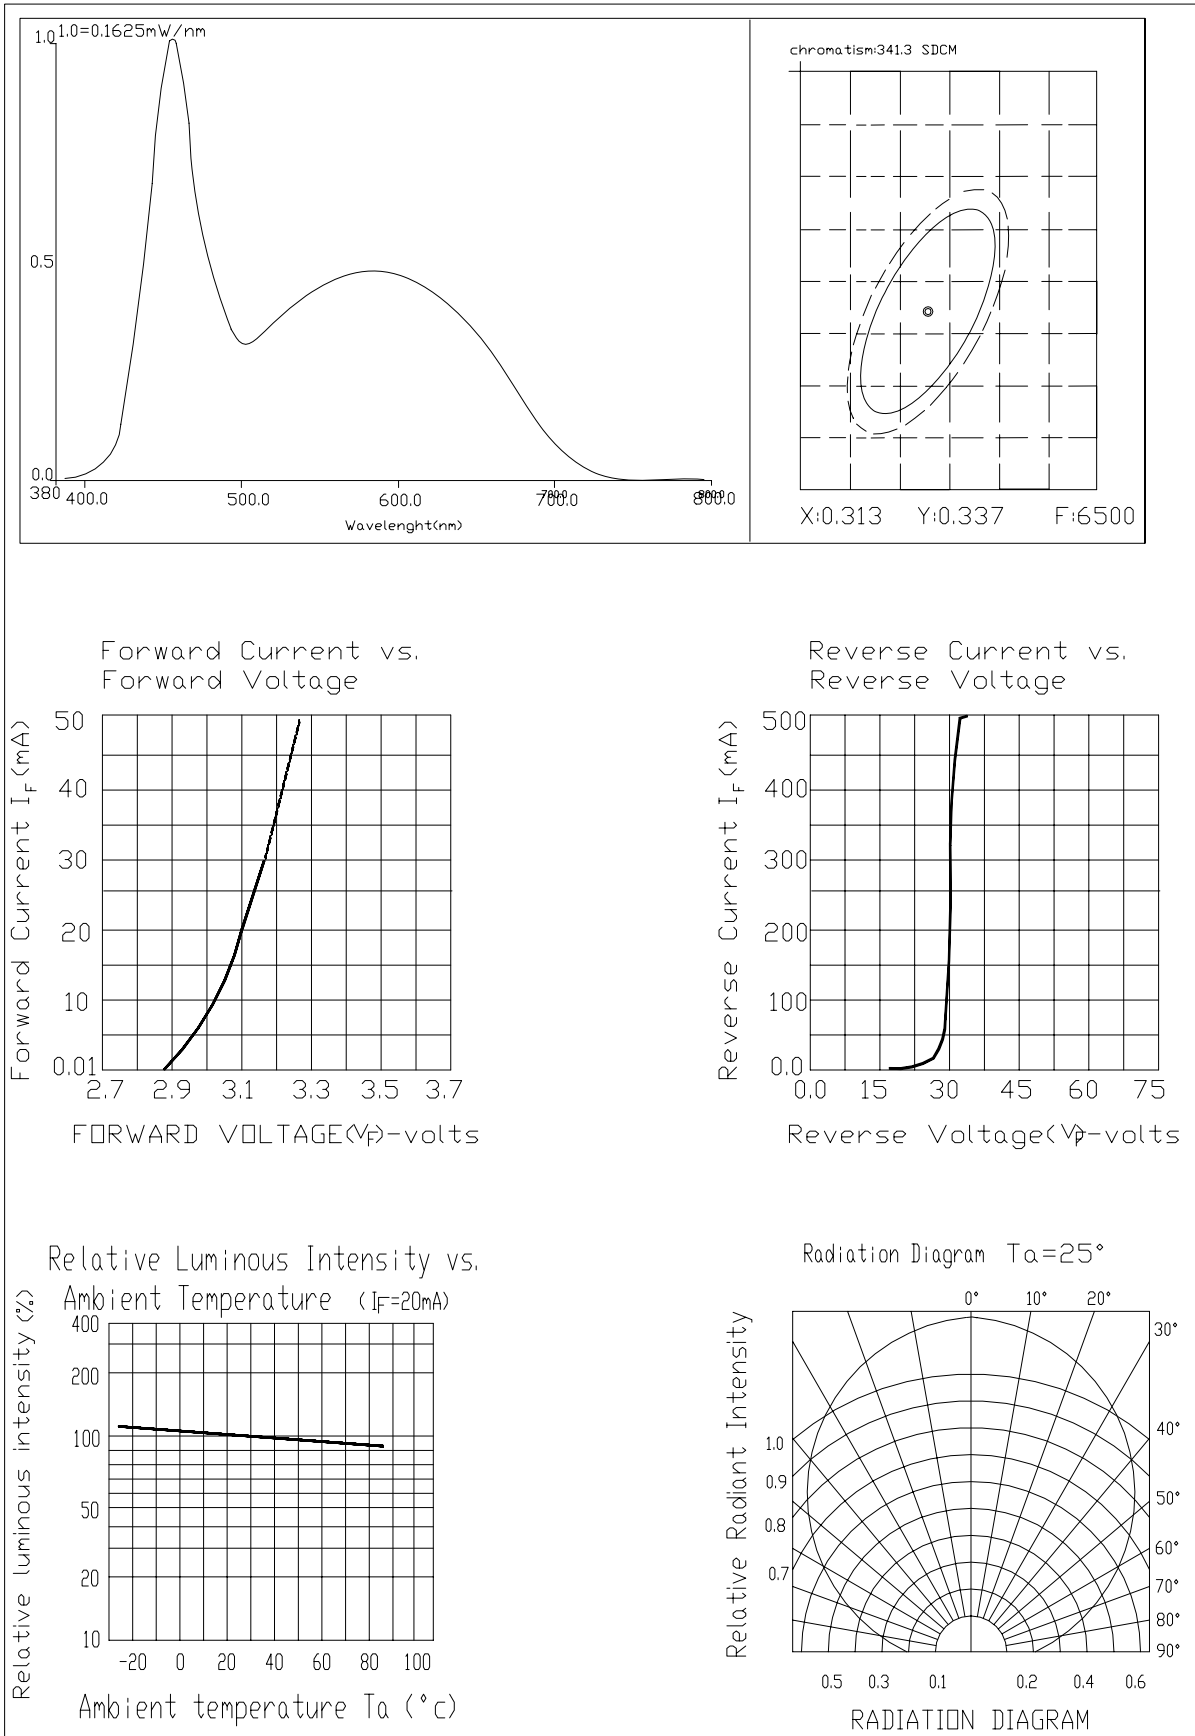 1.0 1.0=0.1625mW/nm
0.5
0.0
380 400.0 500.0 600.0 700.0 800.0
Wavelenght(nm)
chromatism:341.3 SDCM
X:0.313 Y:0.337 F:6500
Forward Current vs.
Forward Voltage
Forward Current IF(mA)
50
40
30
20
10
0.01
2.7 2.9 3.1 3.3 3.5 3.7
FORWARD VOLTAGE(VF)-volts
Reverse Current vs.
Reverse Voltage
Reverse Current IF(mA)
500
400
300
200
100
0.0
0.0 15 30 45 60 75
Reverse Voltage(V )-volts
Relative Luminous Intensity vs.
Ambient Temperature (IF=20mA)
Relative luminous intensity(%)
400
200
100
50
20
10
-20 0 20 40 60 80 100
Ambient temperature Ta (°c)
Radiation Diagram Ta=25°
Relative Radiant Intensity
0° 10° 20°
30°
40°
50°
60°
70°
80°
90°
1.0
0.9
0.8
0.7
0.5 0.3 0.1 0.2 0.4 0.6
RADIATION DIAGRAM